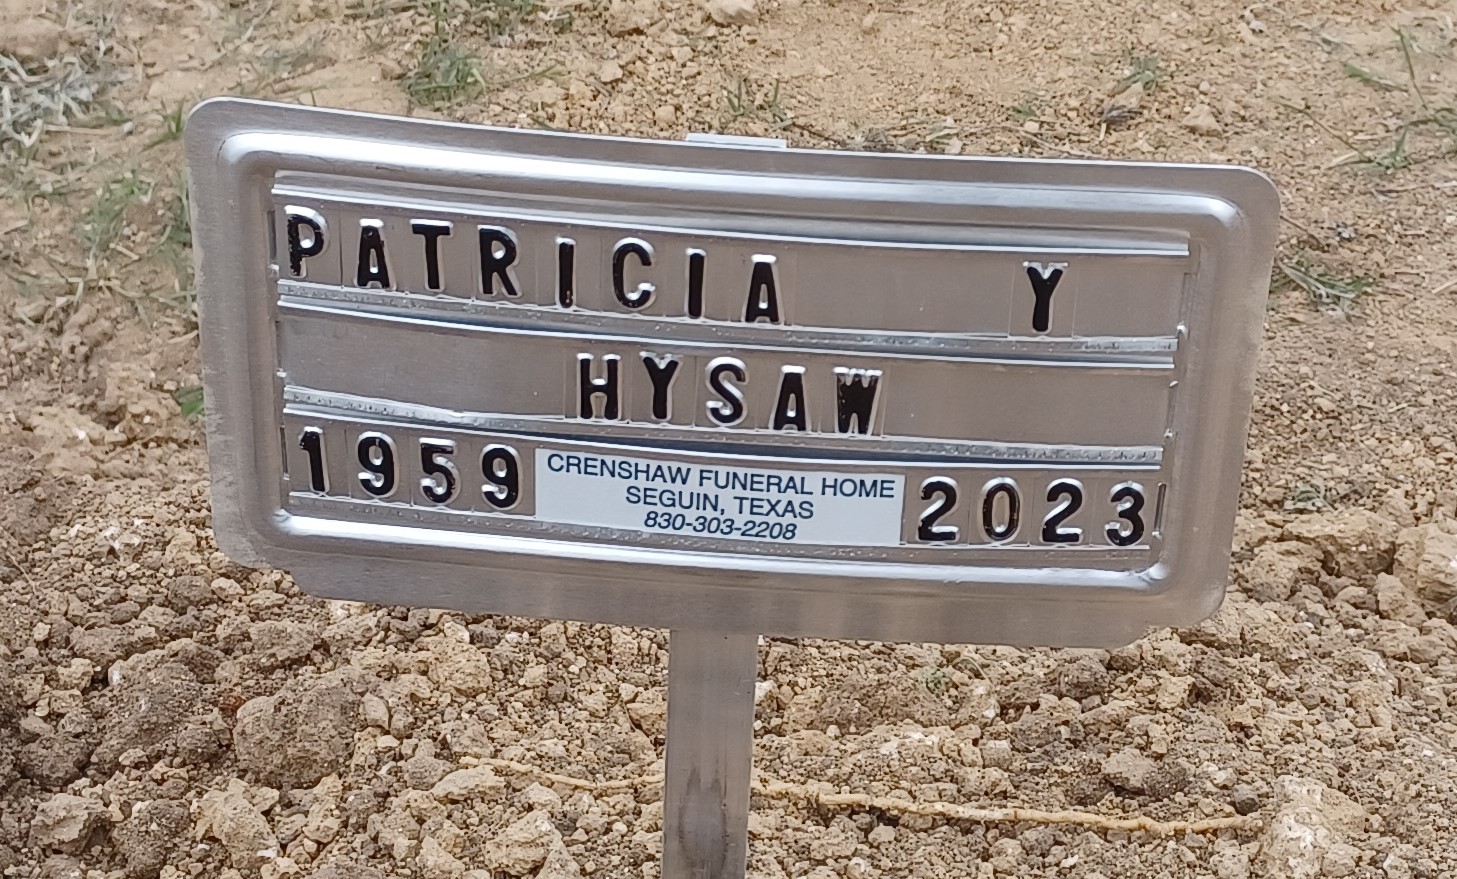 PATRICIA Y
HYSAW
1959 CRENSHAW FUNERAL HOME 2023
SEGUIN, TEXAS
830-303-2208